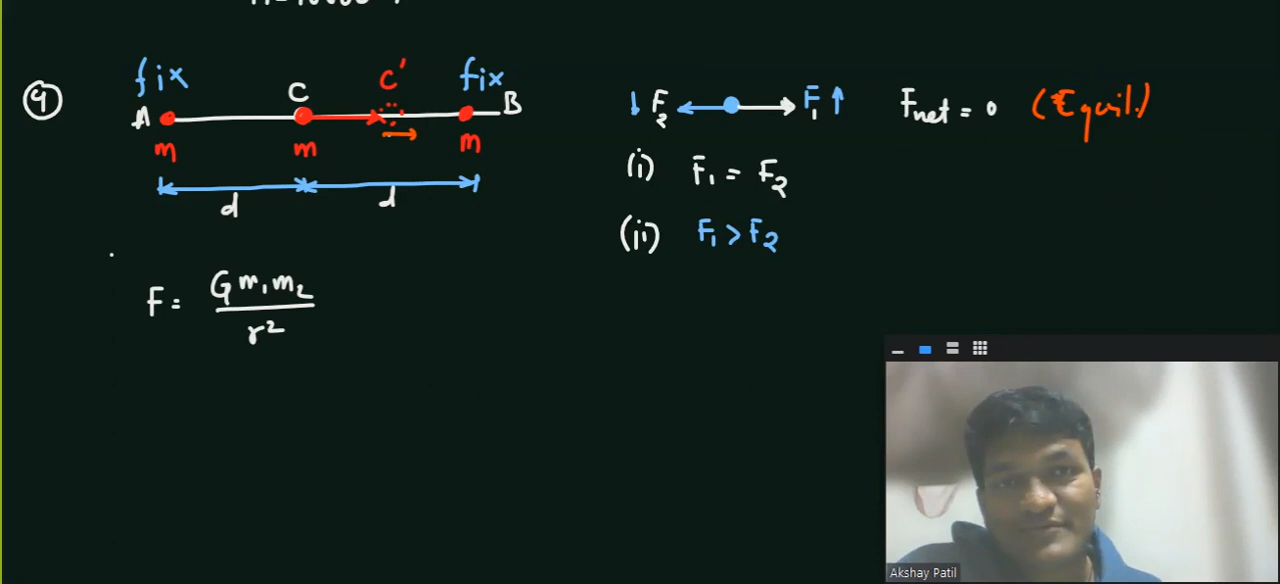 9
fix fix
C C'
A B
m m m
d d
F = Gm₁m₂ / r²
↓ F₂ F₁ ↑ Fnet = 0 (Equil.)
(i) F₁ = F₂
(ii) F₁ > F₂
Akshay Patil